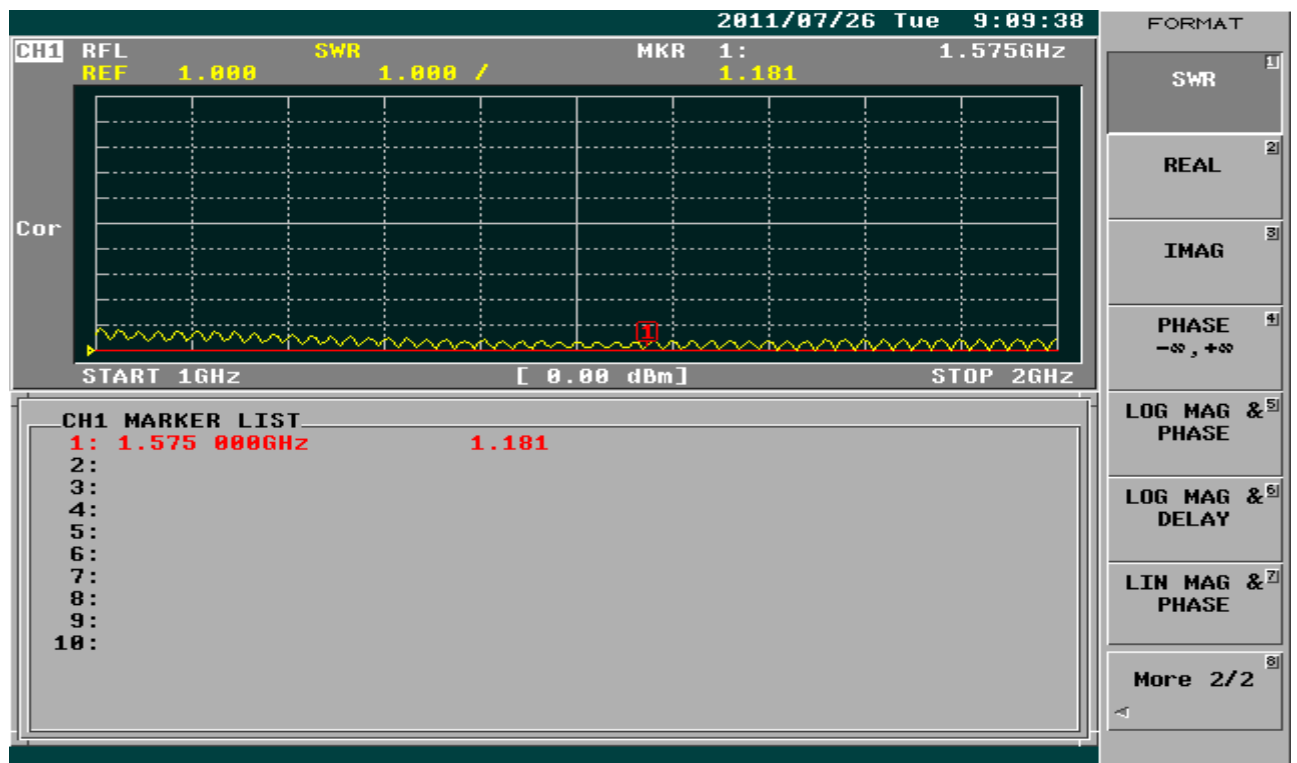 2011/07/26 Tue 9:09:38
CH1 RFL SWR MKR 1: 1.575GHz
REF 1.000 1.000 / 1.181
Cor
1
START 1GHz [ 0.00 dBm] STOP 2GHz
CH1 MARKER LIST
1: 1.575 000GHz 1.181
2:
3:
4:
5:
6:
7:
8:
9:
10:
FORMAT
SWR 1
REAL 2
IMAG 3
PHASE 4
-∞,+∞
LOG MAG & 5
PHASE
LOG MAG & 6
DELAY
LIN MAG & 7
PHASE
8
More 2/2